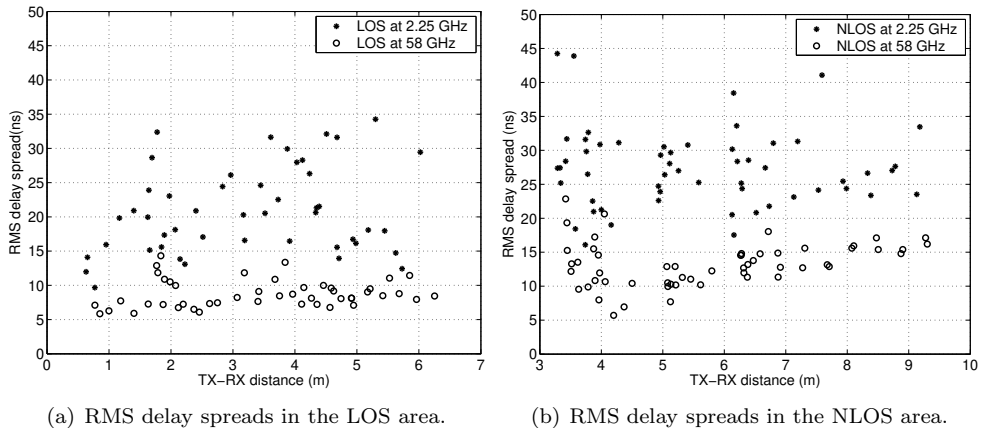 50
45
40
35
30
25
20
15
10
5
0
RMS delay spread(ns)
LOS at 2.25 GHz
LOS at 58 GHz
0 1 2 3 4 5 6 7
TX−RX distance (m)
(a) RMS delay spreads in the LOS area.
50
45
40
35
30
25
20
15
10
5
0
RMS delay spread (ns)
NLOS at 2.25 GHz
NLOS at 58 GHz
3 4 5 6 7 8 9 10
TX−RX distance (m)
(b) RMS delay spreads in the NLOS area.